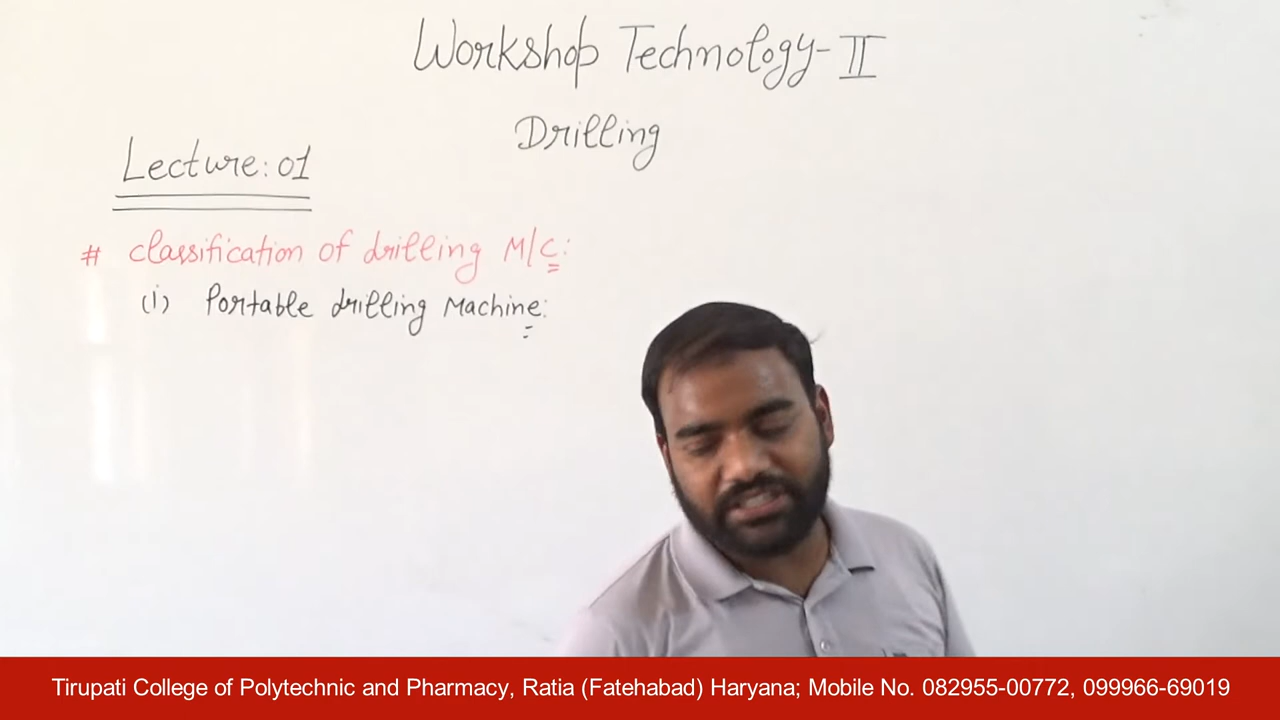 Workshop Technology-II
Drilling
Lecture: 01
# classification of drilling M/C:
(i) Portable drilling Machine:
Tirupati College of Polytechnic and Pharmacy, Ratia (Fatehabad) Haryana; Mobile No. 082955-00772, 099966-69019